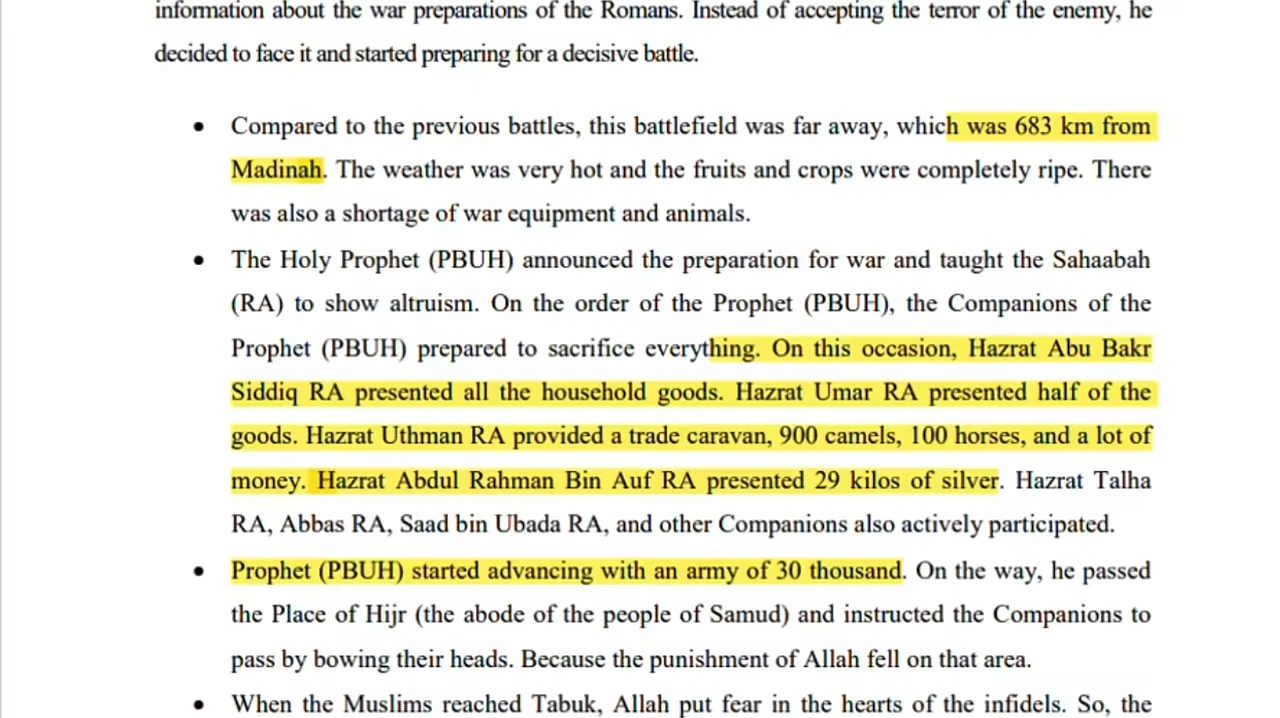 information about the war preparations of the Romans. Instead of accepting the terror of the enemy, he
decided to face it and started preparing for a decisive battle.
• Compared to the previous battles, this battlefield was far away, which was 683 km from
Madinah. The weather was very hot and the fruits and crops were completely ripe. There
was also a shortage of war equipment and animals.
• The Holy Prophet (PBUH) announced the preparation for war and taught the Sahaabah
(RA) to show altruism. On the order of the Prophet (PBUH), the Companions of the
Prophet (PBUH) prepared to sacrifice everything. On this occasion, Hazrat Abu Bakr
Siddiq RA presented all the household goods. Hazrat Umar RA presented half of the
goods. Hazrat Uthman RA provided a trade caravan, 900 camels, 100 horses, and a lot of
money. Hazrat Abdul Rahman Bin Auf RA presented 29 kilos of silver. Hazrat Talha
RA, Abbas RA, Saad bin Ubada RA, and other Companions also actively participated.
• Prophet (PBUH) started advancing with an army of 30 thousand. On the way, he passed
the Place of Hijr (the abode of the people of Samud) and instructed the Companions to
pass by bowing their heads. Because the punishment of Allah fell on that area.
• When the Muslims reached Tabuk, Allah put fear in the hearts of the infidels. So, the